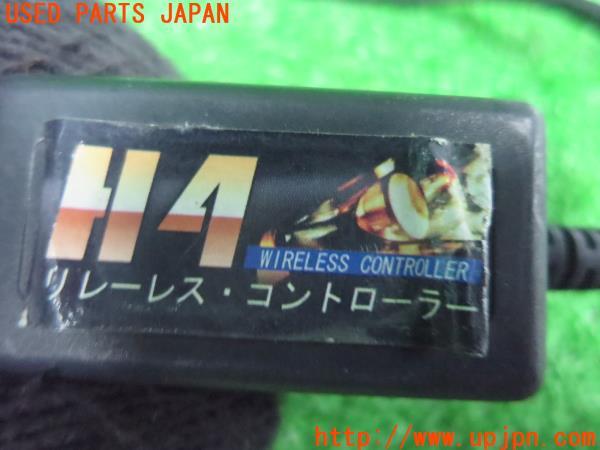 USED PARTS JAPAN
H4
WIRELESS CONTROLLER
リレーレス・コントローラー
http://www.upjpn.com/